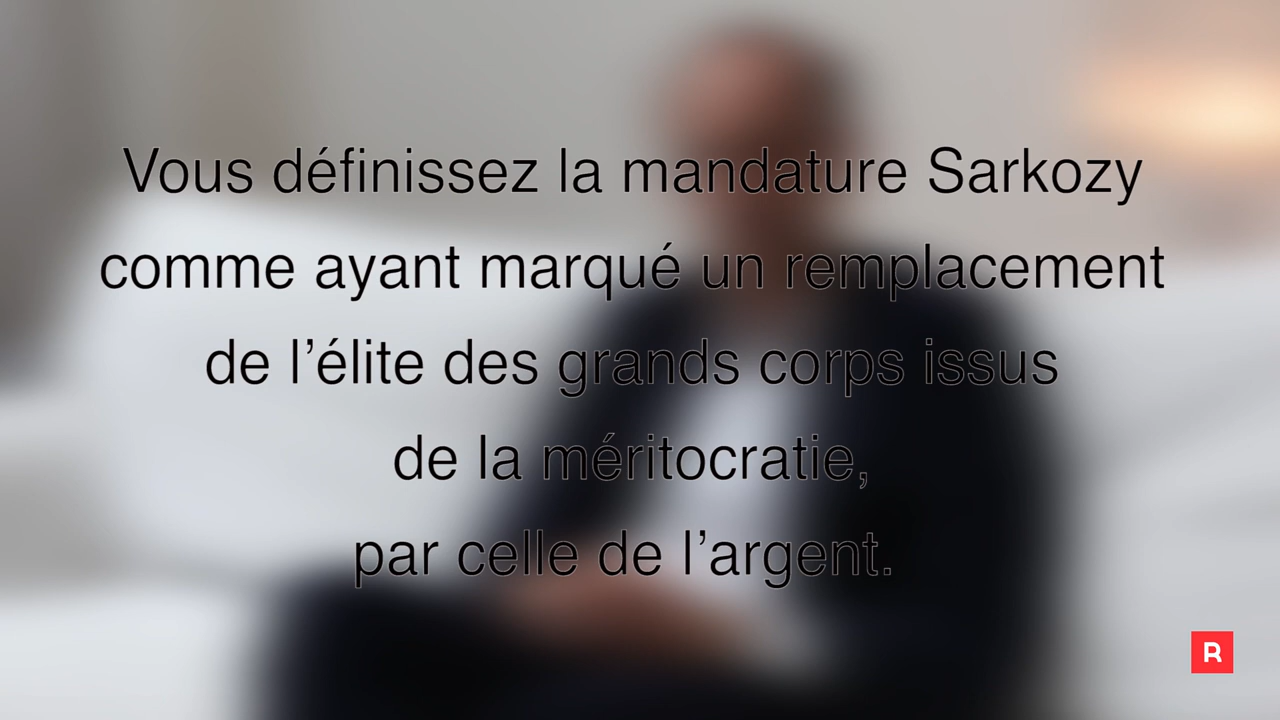 Vous définissez la mandature Sarkozy
comme ayant marqué un remplacement
de l’élite des grands corps issus
de la méritocratie,
par celle de l’argent.
R